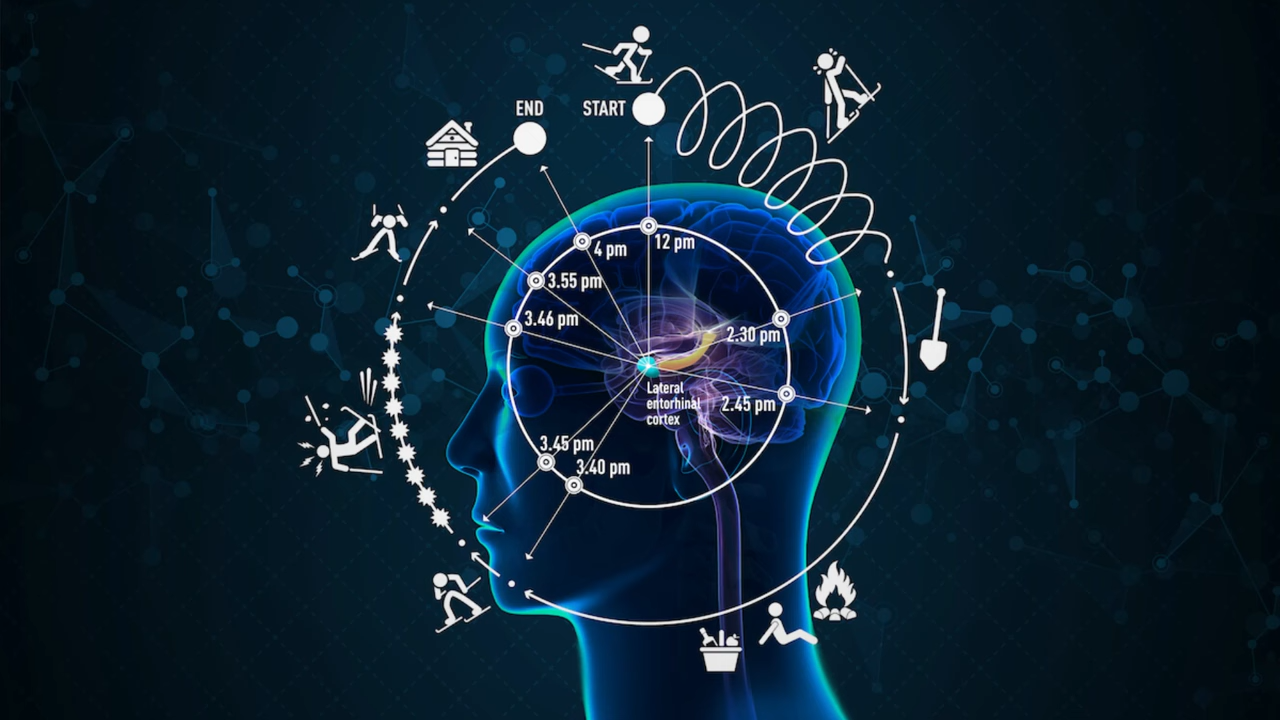 END
START
12 pm
4 pm
3.55 pm
3.46 pm
2.30 pm
Lateral
entorhinal
cortex
2.45 pm
3.45 pm
3.40 pm